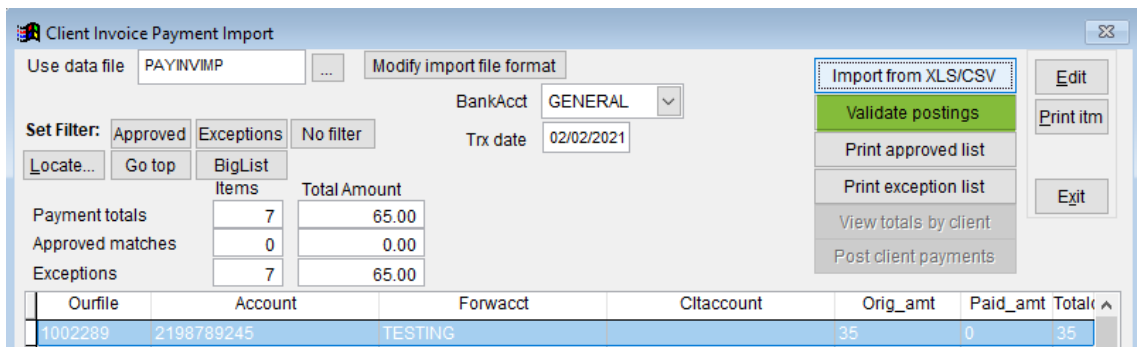 Client Invoice Payment Import
Use data file PAYINVIMP ... Modify import file format Import from XLS/CSV Edit
BankAcct GENERAL Validate postings Print itm
Set Filter: Approved Exceptions No filter Trx date 02/02/2021 Print approved list
Locate... Go top BigList Print exception list Exit
Items Total Amount
Payment totals 7 65.00 View totals by client
Approved matches 0 0.00 Post client payments
Exceptions 7 65.00
Ourfile Account Forwacct Cltaccount Orig_amt Paid_amt Total
1002289 2198789245 TESTING 35 0 35